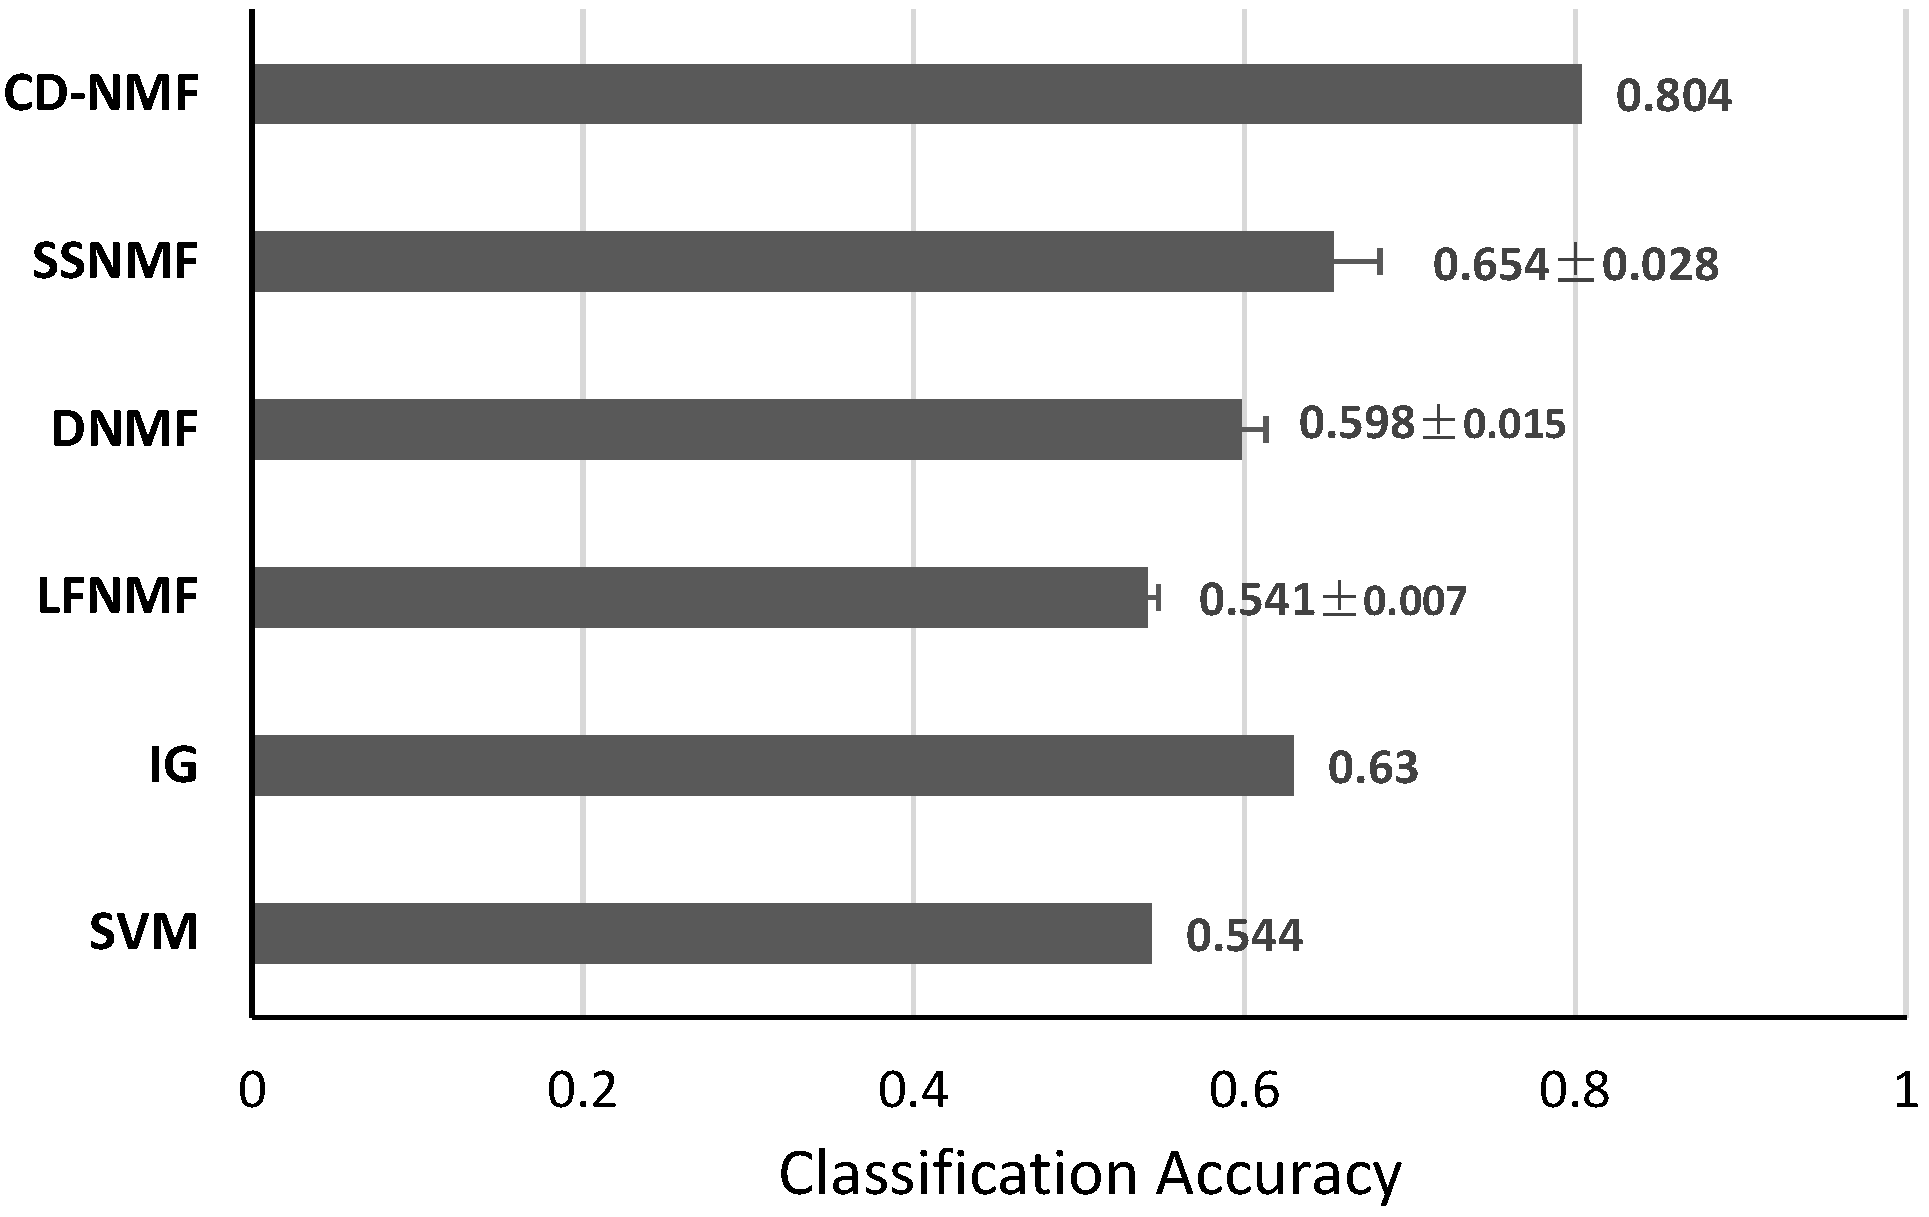 CD-NMF 0.804
SSNMF 0.654±0.028
DNMF 0.598±0.015
LFNMF 0.541±0.007
IG 0.63
SVM 0.544
0 0.2 0.4 0.6 0.8 1
Classification Accuracy